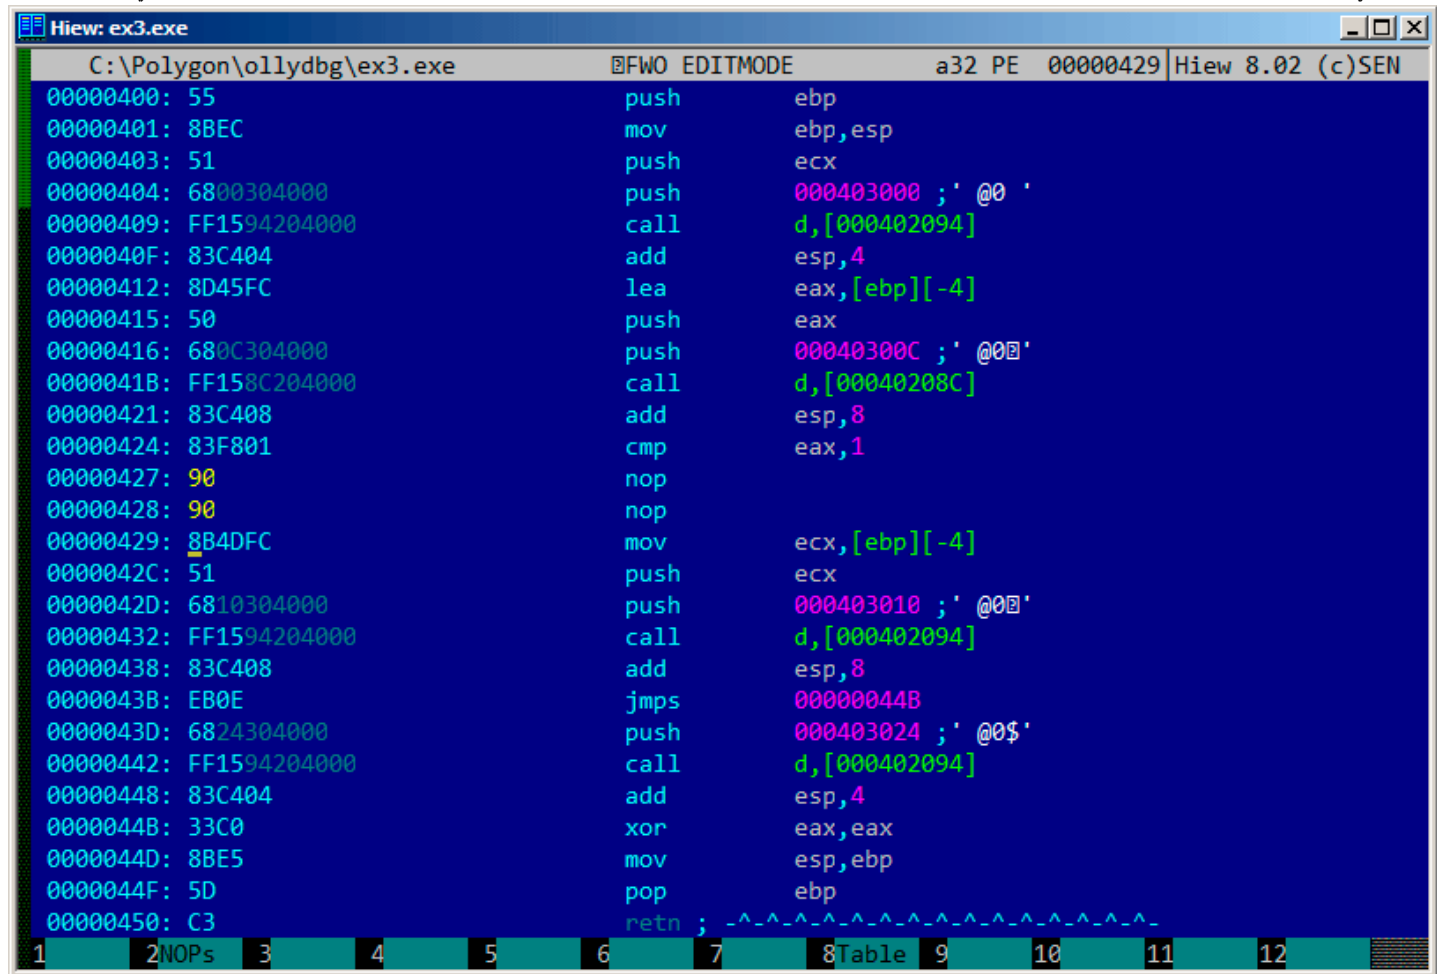 Hiew: ex3.exe
C:\Polygon\ollydbg\ex3.exe FWO EDITMODE a32 PE 00000429 Hiew 8.02 (c)SEN
00000400: 55 push ebp
00000401: 8BEC mov ebp,esp
00000403: 51 push ecx
00000404: 6800304000 push 000403000 ;' @0 '
00000409: FF1594204000 call d,[000402094]
0000040F: 83C404 add esp,4
00000412: 8D45FC lea eax,[ebp][-4]
00000415: 50 push eax
00000416: 680C304000 push 00040300C ;' @0⍰'
0000041B: FF158C204000 call d,[00040208C]
00000421: 83C408 add esp,8
00000424: 83F801 cmp eax,1
00000427: 90 nop
00000428: 90 nop
00000429: 8B4DFC mov ecx,[ebp][-4]
0000042C: 51 push ecx
0000042D: 6810304000 push 000403010 ;' @0⍰'
00000432: FF1594204000 call d,[000402094]
00000438: 83C408 add esp,8
0000043B: EB0E jmps 00000044B
0000043D: 6824304000 push 000403024 ;' @0$'
00000442: FF1594204000 call d,[000402094]
00000448: 83C404 add esp,4
0000044B: 33C0 xor eax,eax
0000044D: 8BE5 mov esp,ebp
0000044F: 5D pop ebp
00000450: C3 retn ; -^-^-^-^-^-^-^-^-^-^-^-^-^-^-^-
1 2NOPs 3 4 5 6 7 8Table 9 10 11 12